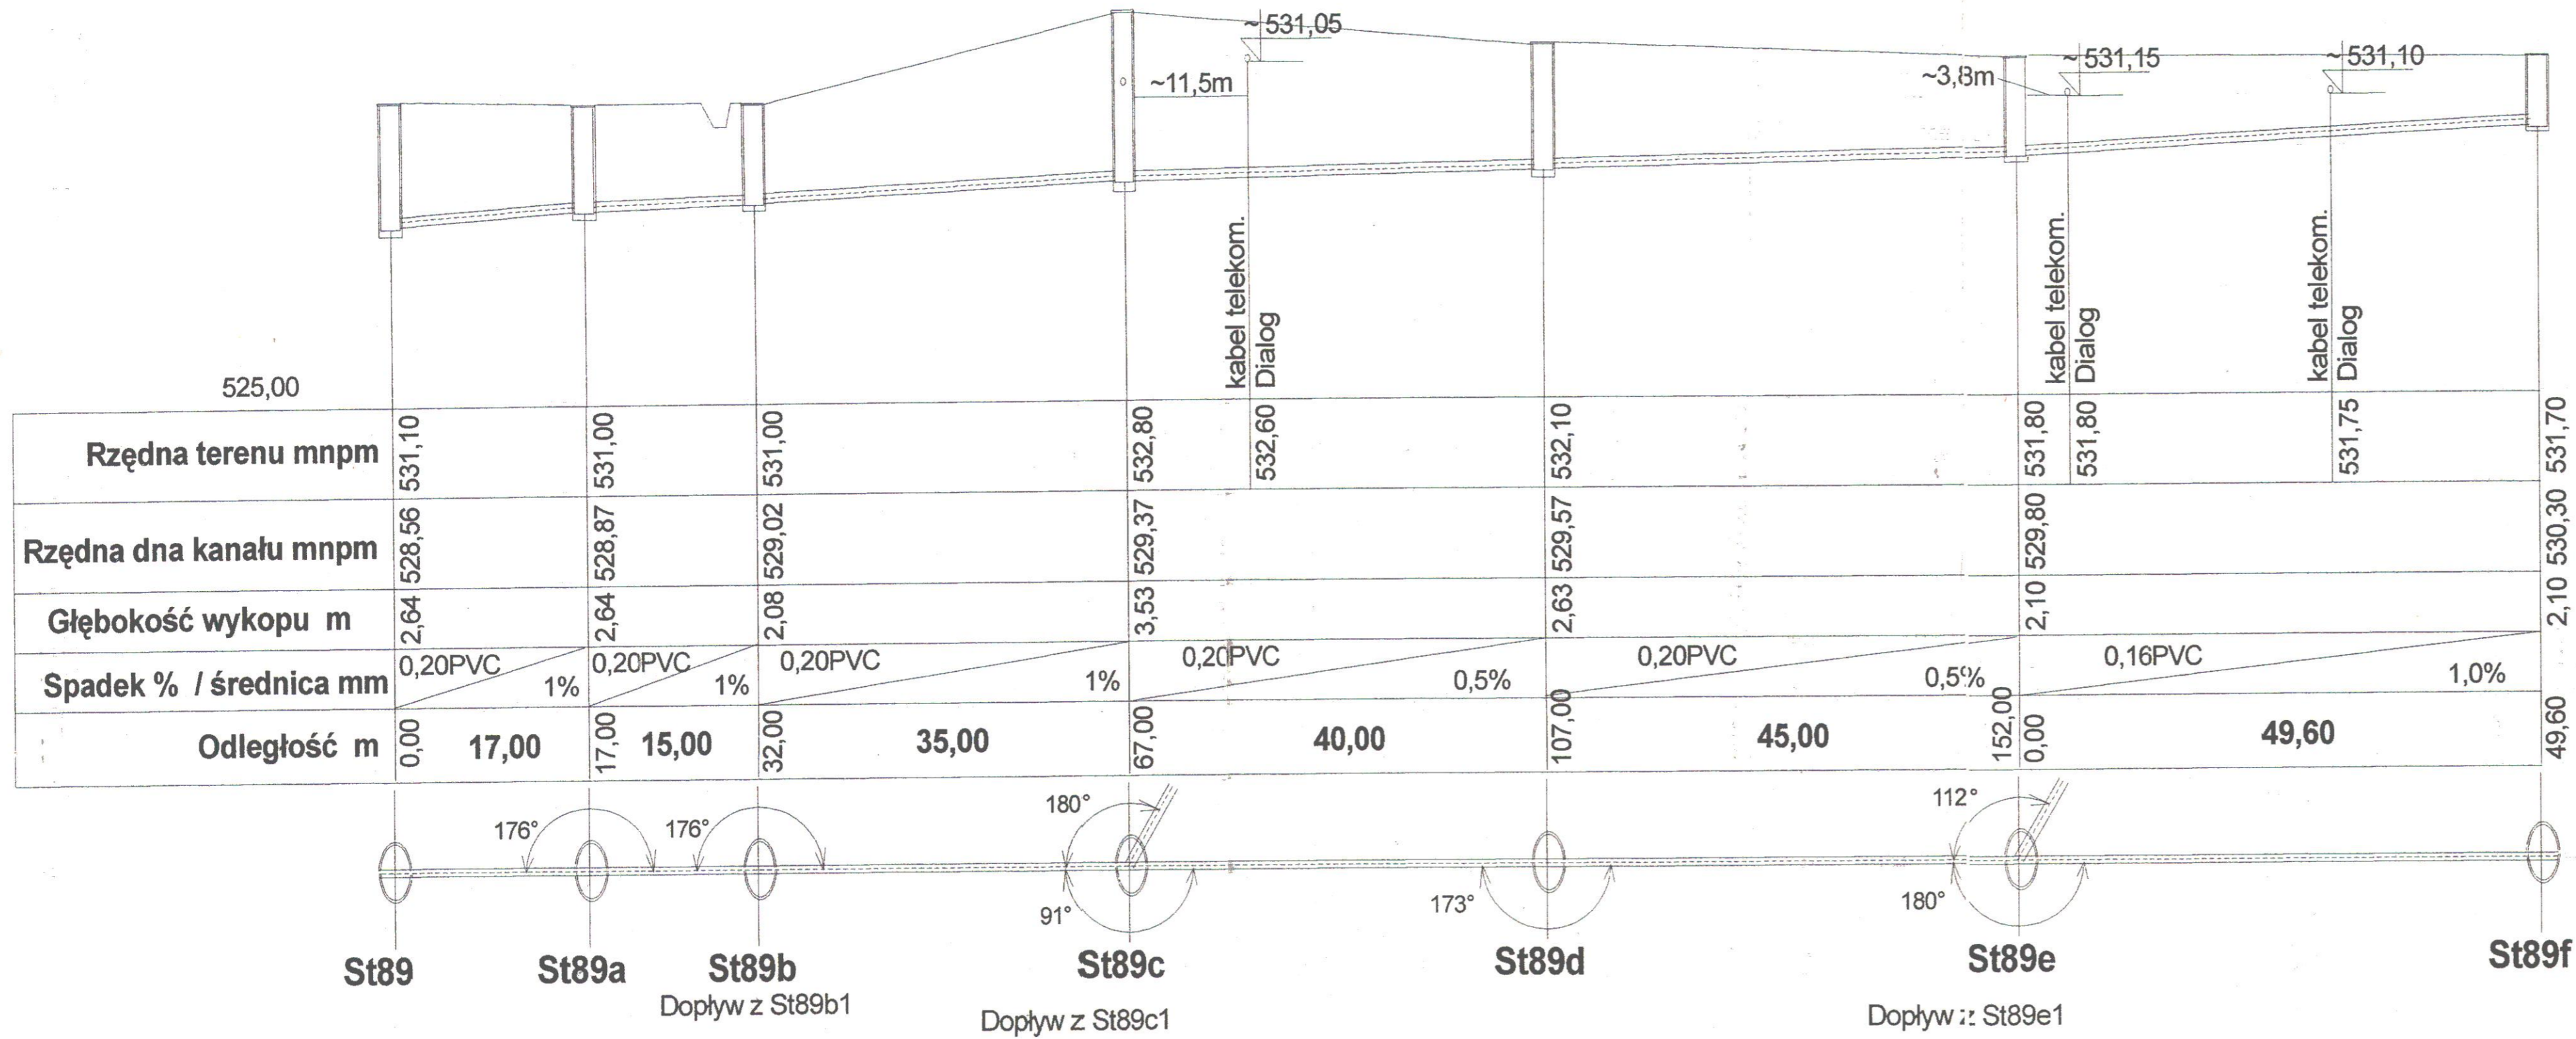 ~ 531,05
~11,5m
~3,8m
~ 531,15
~ 531,10
kabel telekom.
Dialog
kabel telekom.
Dialog
kabel telekom.
Dialog
525,00
Rzędna terenu mnpm 531,10 531,00 531,00 532,80 532,60 532,10 531,80 531,80 531,75 531,70
Rzędna dna kanału mnpm 528,56 528,87 529,02 529,37 529,57 529,80 530,30
Głębokość wykopu m 2,64 2,64 2,08 3,53 2,63 2,10 2,10
Spadek % / średnica mm 0,20PVC 1% 0,20PVC 1% 0,20PVC 1% 0,20PVC 0,5% 0,20PVC 0,5% 0,16PVC 1,0%
Odległość m 0,00 17,00 17,00 15,00 32,00 35,00 67,00 40,00 107,00 45,00 152,00 0,00 49,60 49,60
176° 176° 180° 112°
91° 173° 180°
St89 St89a St89b St89c St89d St89e St89f
Dopływ z St89b1
Dopływ z St89c1
Dopływ z St89e1